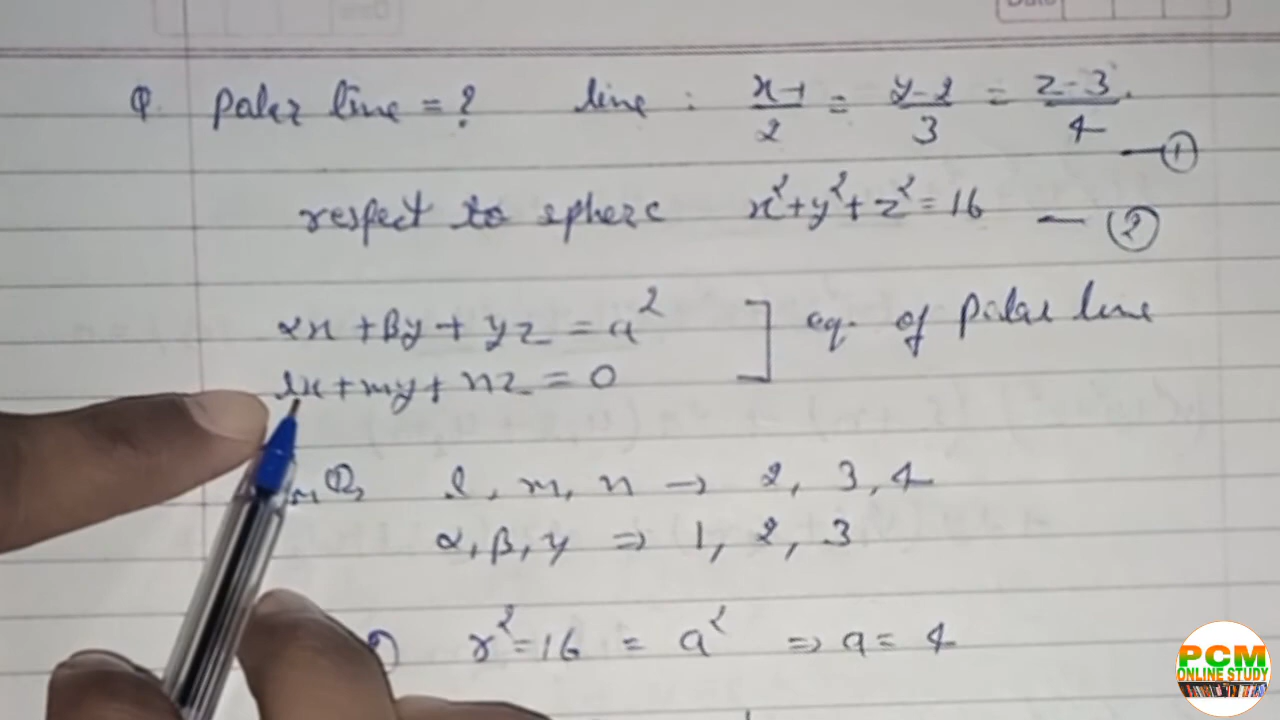 Q. Polar line = ? line : x-1/2 = y-2/3 = z-3/4 — ①
respect to sphere x²+y²+z²=16 — ②
αx + βy + γz = a² ] eq. of Polar line
lx + my + nz = 0
l, m, n → 2, 3, 4
α, β, γ ⇒ 1, 2, 3
r² = 16 = a² ⇒ a = 4
PCM
ONLINE STUDY